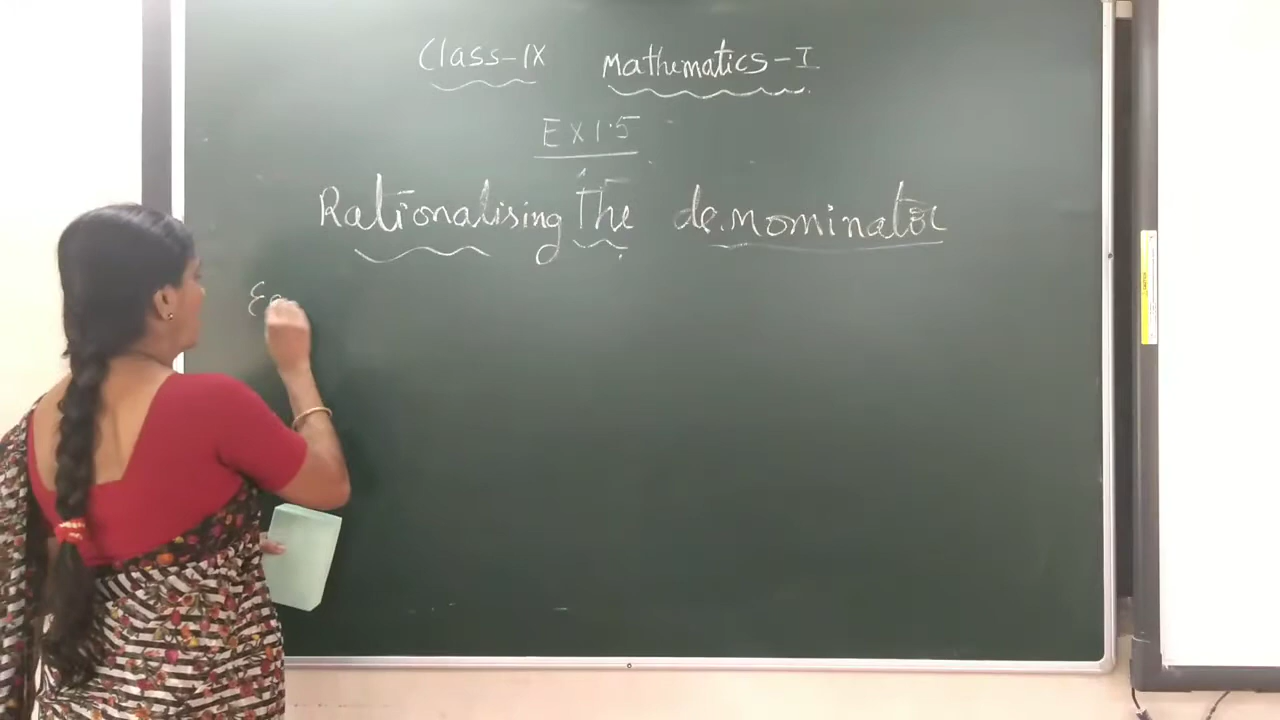 Class-IX Mathematics-I
EX 1.5
Rationalising the denominator